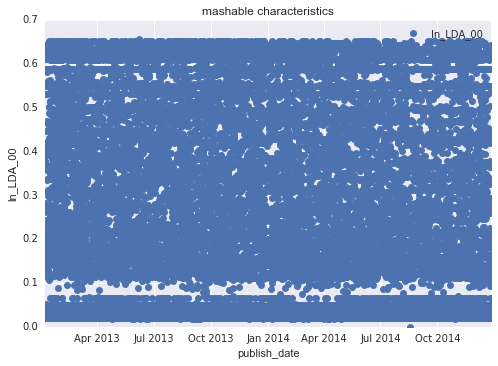 mashable characteristics
ln_LDA_00
0.7
0.6
0.5
0.4
0.3
0.2
0.1
0.0
ln_LDA_00
Apr 2013 Jul 2013 Oct 2013 Jan 2014 Apr 2014 Jul 2014 Oct 2014
publish_date